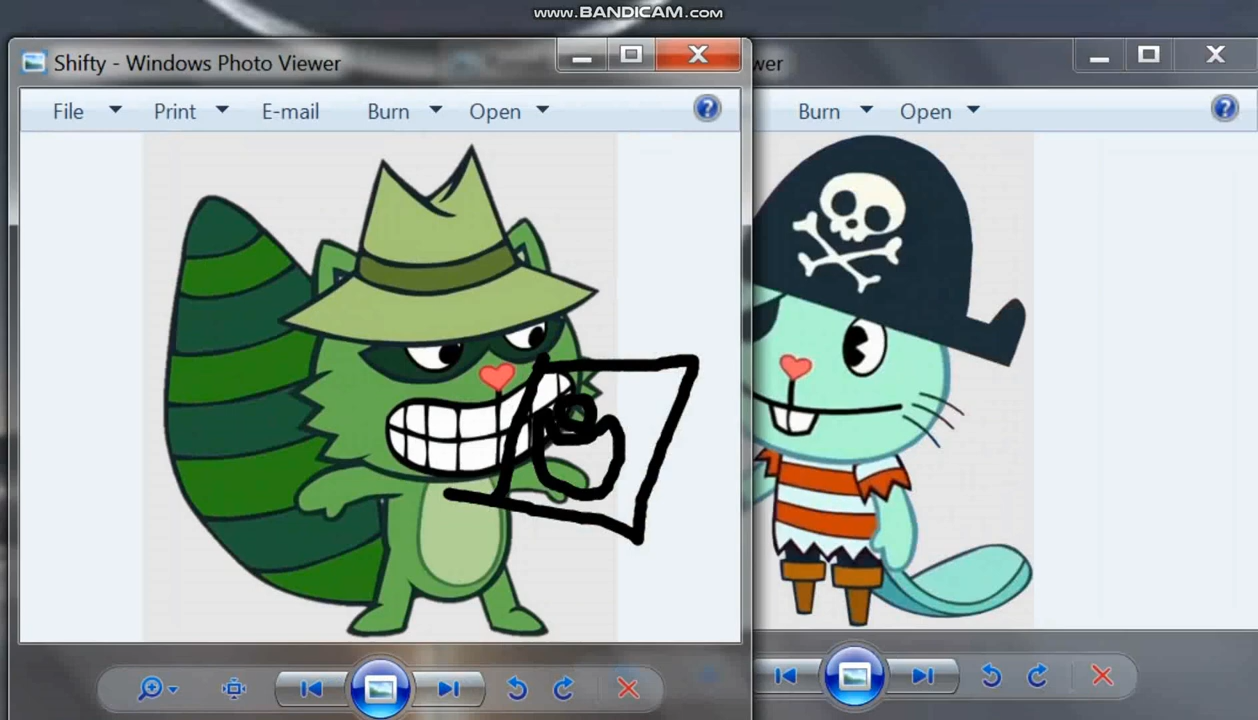 www.BANDICAM.com
Shifty - Windows Photo Viewer
wer
File Print E-mail Burn Open
Burn Open